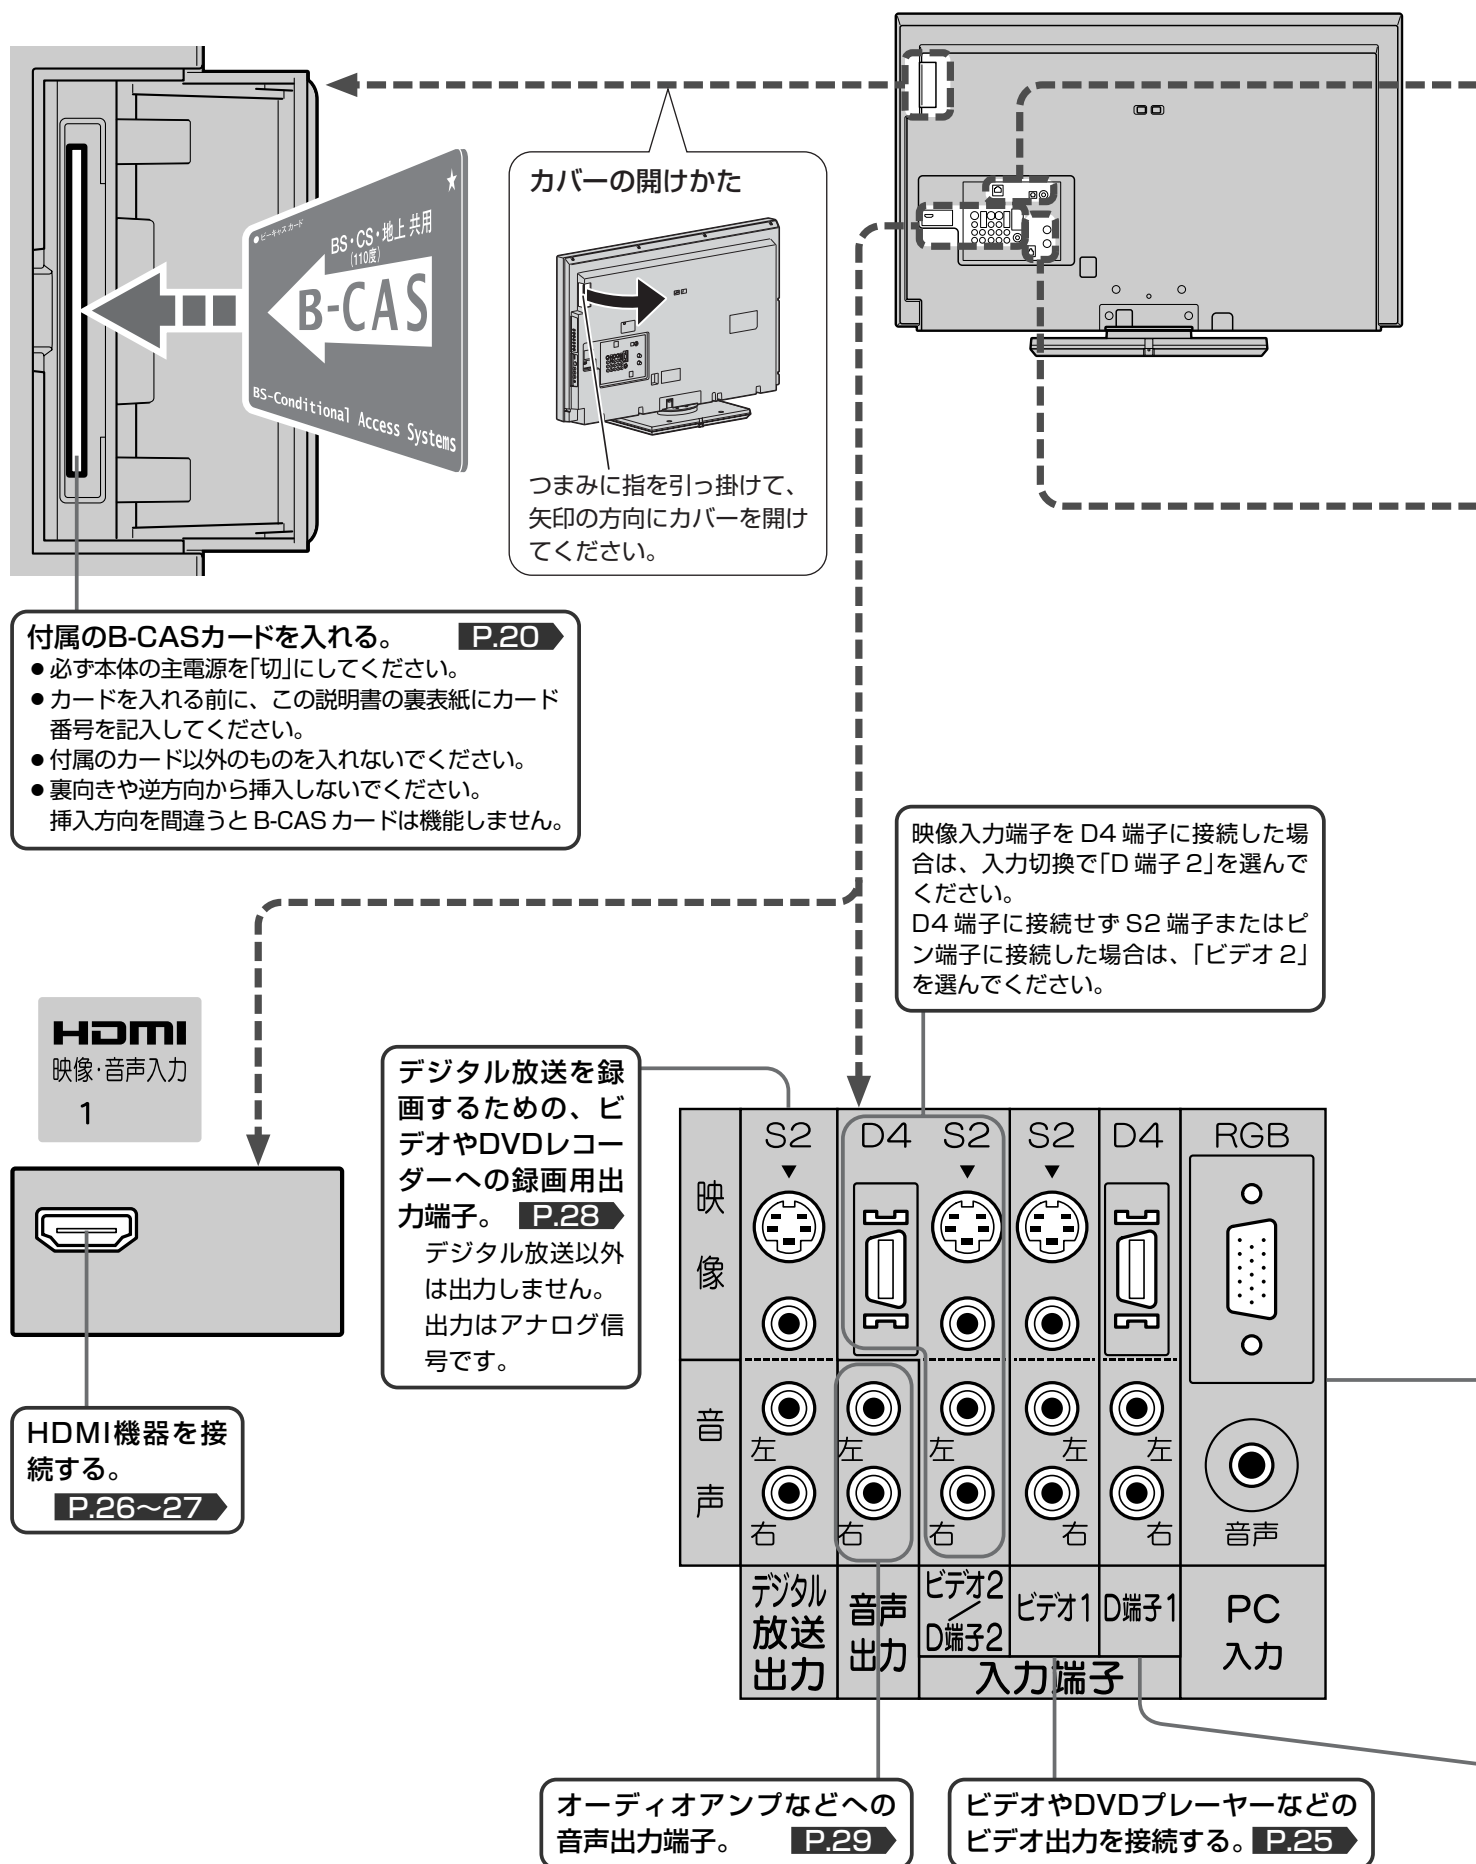 ●ビーキャスカード
BS・CS・地上 共用
(110度)
B-CAS
BS-Conditional Access Systems
カバーの開けかた
つまみに指を引っ掛けて、
矢印の方向にカバーを開け
てください。
付属のB-CASカードを入れる。 P.20
●必ず本体の主電源を「切」にしてください。
●カードを入れる前に、この説明書の裏表紙にカード
番号を記入してください。
●付属のカード以外のものを入れないでください。
●裏向きや逆方向から挿入しないでください。
挿入方向を間違うとB-CASカードは機能しません。
映像入力端子をD4端子に接続した場
合は、入力切換で「D端子2」を選んで
ください。
D4端子に接続せずS2端子またはピ
ン端子に接続した場合は、「ビデオ2」
を選んでください。
HDMI
映像・音声入力
1
デジタル放送を録
画するための、ビ
デオやDVDレコー
ダーへの録画用出
力端子。 P.28
デジタル放送以外
は出力しません。
出力はアナログ信
号です。
HDMI機器を接
続する。
P.26～27
S2 D4 S2 S2 D4 RGB
映
像
音
声
左 左 左 左 左
右 右 右 右 右 音声
デジタル
放送
出力
音声
出力
ビデオ2
／
D端子2
ビデオ1
D端子1
入力端子
PC
入力
オーディオアンプなどへの
音声出力端子。 P.29
ビデオやDVDプレーヤーなどの
ビデオ出力を接続する。 P.25